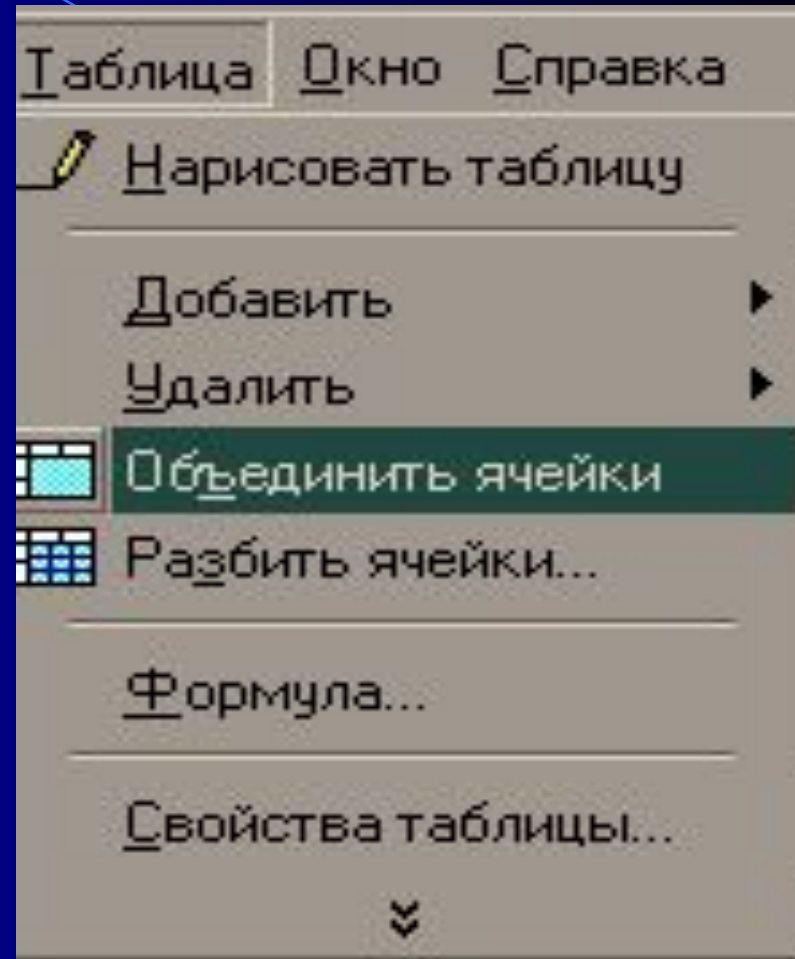 Таблица Окно Справка
Нарисовать таблицу
Добавить
Удалить
Объединить ячейки
Разбить ячейки...
Формула...
Свойства таблицы...